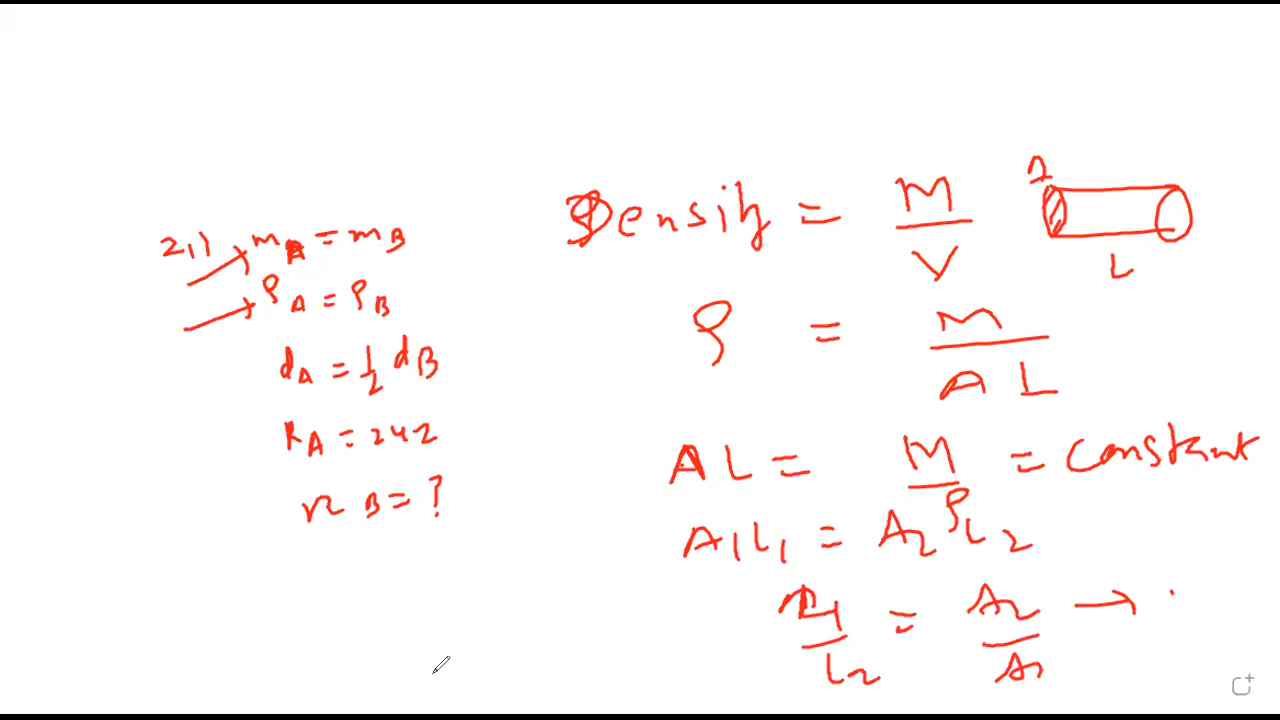 2,1) mA = mB
ρA = ρB
dA = 1/2 dB
RA = 242
RB = ?
Density = M/V
A
L
ρ = m/AL
AL = M/ρ = constant
A1L1 = A2L2
L1/L2 = A2/A1 →